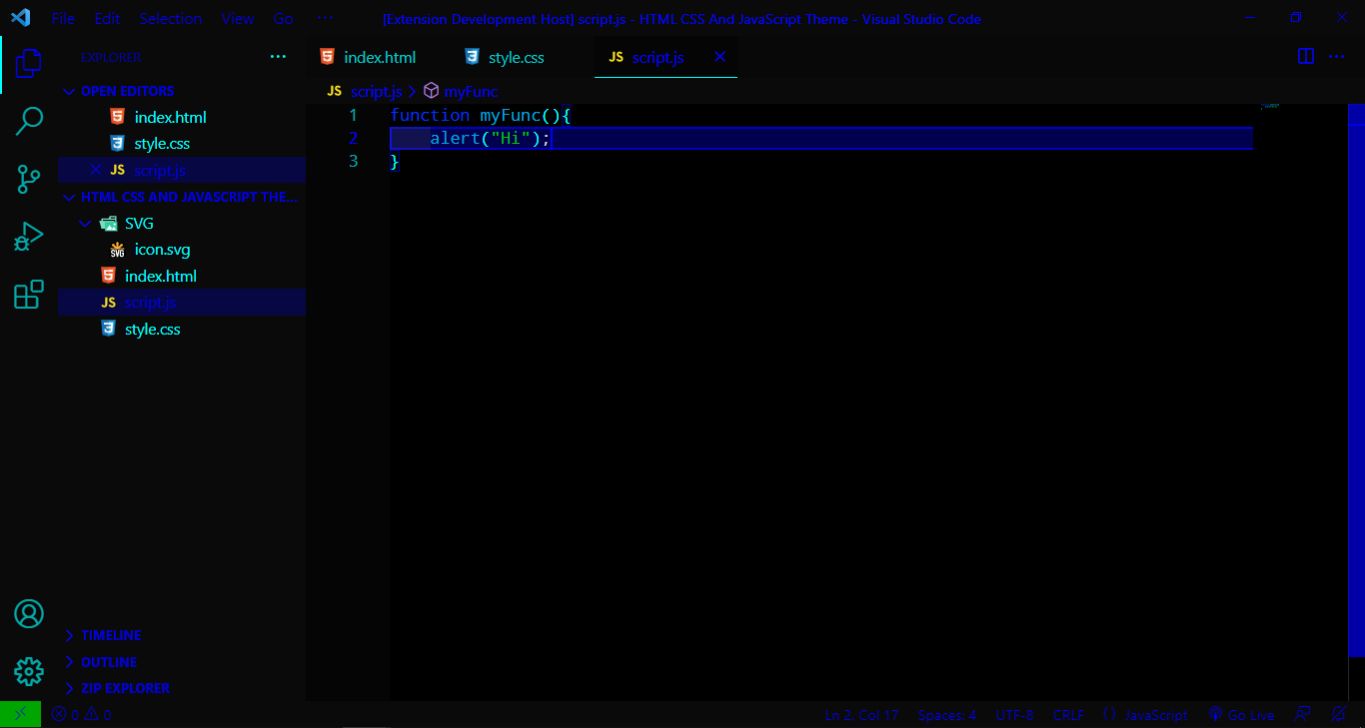 File Edit Selection View Go ··· [Extension Development Host] script.js - HTML CSS And JavaScript Theme - Visual Studio Code
EXPLORER ···
index.html style.css JS script.js
JS script.js > myFunc
OPEN EDITORS
index.html
style.css
JS script.js
HTML CSS AND JAVASCRIPT THE...
SVG
SVG icon.svg
index.html
JS script.js
style.css
1 function myFunc(){
2 alert("Hi");
3 }
TIMELINE
OUTLINE
ZIP EXPLORER
0 0 Ln 2, Col 17 Spaces: 4 UTF-8 CRLF () JavaScript Go Live